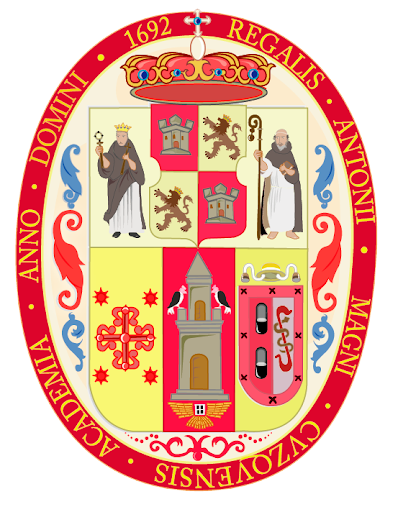 ACADEMIA · ANNO · DOMINI · 1692 · REGALIS · ANTONII · MAGNI · CVZQVENSIS ·